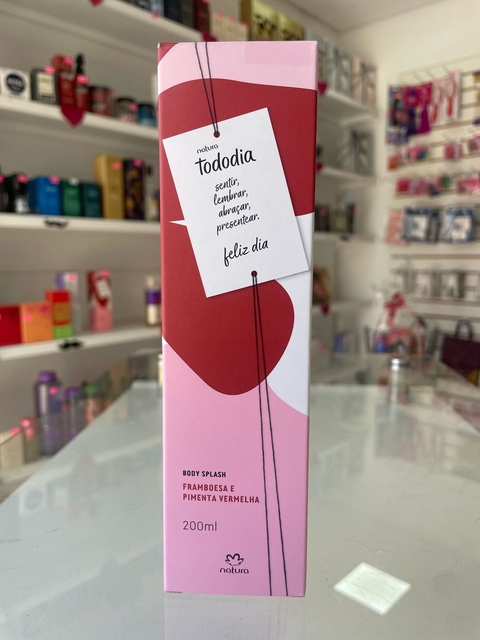 natura
tododia
sentir,
lembrar,
abraçar,
presentear.
feliz dia
BODY SPLASH
FRAMBOESA E
PIMENTA VERMELHA
200ml
natura